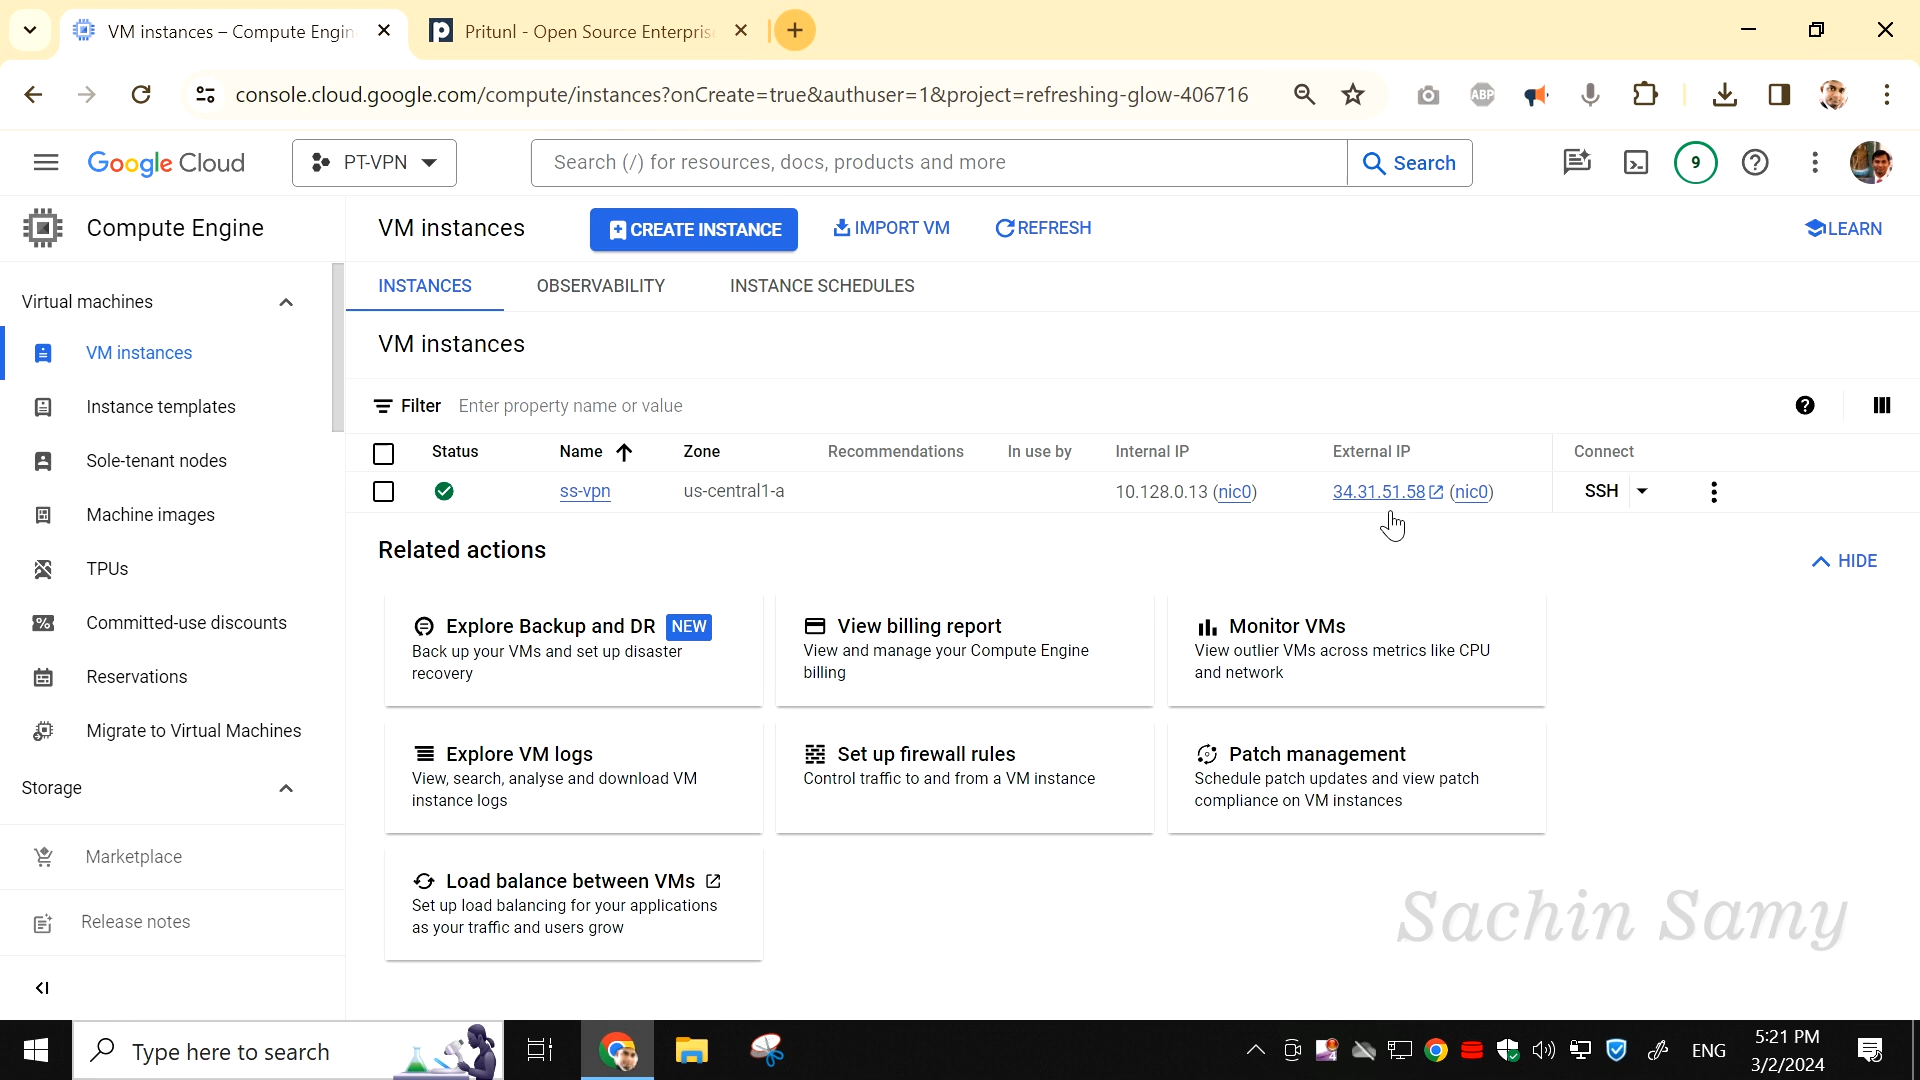 VM instances – Compute Engin
Pritunl - Open Source Enterpris
console.cloud.google.com/compute/instances?onCreate=true&authuser=1&project=refreshing-glow-406716
ABP
Google Cloud
PT-VPN
Search (/) for resources, docs, products and more
Search
9
Compute Engine
VM instances
CREATE INSTANCE
IMPORT VM
REFRESH
LEARN
Virtual machines
INSTANCES
OBSERVABILITY
INSTANCE SCHEDULES
VM instances
VM instances
Instance templates
Sole-tenant nodes
Machine images
TPUs
Committed-use discounts
Reservations
Migrate to Virtual Machines
Storage
Marketplace
Release notes
Filter Enter property name or value
Status Name Zone Recommendations In use by Internal IP External IP Connect
ss-vpn us-central1-a 10.128.0.13 (nic0) 34.31.51.58 (nic0) SSH
Related actions
HIDE
Explore Backup and DR NEW
Back up your VMs and set up disaster
recovery
View billing report
View and manage your Compute Engine
billing
Monitor VMs
View outlier VMs across metrics like CPU
and network
Explore VM logs
View, search, analyse and download VM
instance logs
Set up firewall rules
Control traffic to and from a VM instance
Patch management
Schedule patch updates and view patch
compliance on VM instances
Load balance between VMs
Set up load balancing for your applications
as your traffic and users grow
Sachin Samy
Type here to search
ENG
5:21 PM
3/2/2024